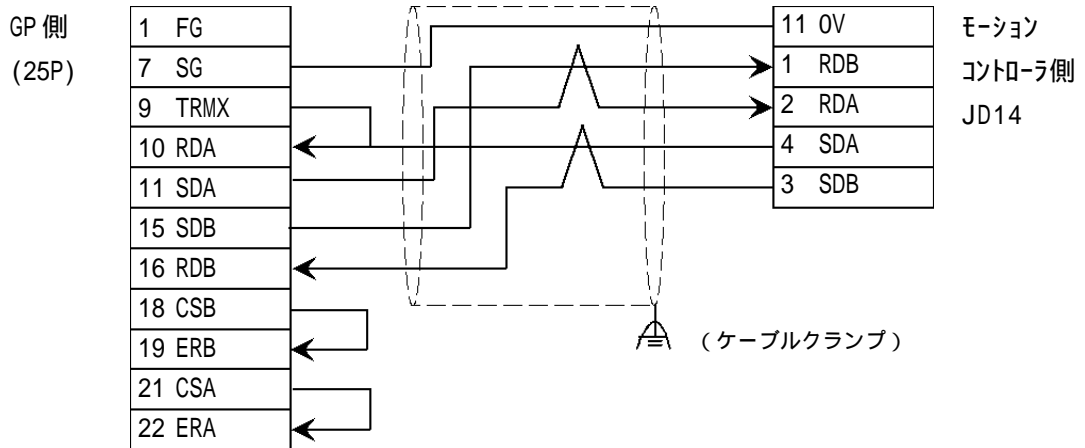 GP 側
(25P)
1 FG
7 SG
9 TRMX
10 RDA
11 SDA
15 SDB
16 RDB
18 CSB
19 ERB
21 CSA
22 ERA
11 0V
1 RDB
2 RDA
4 SDA
3 SDB
モーション
コントローラ側
JD14
(ケーブルクランプ)